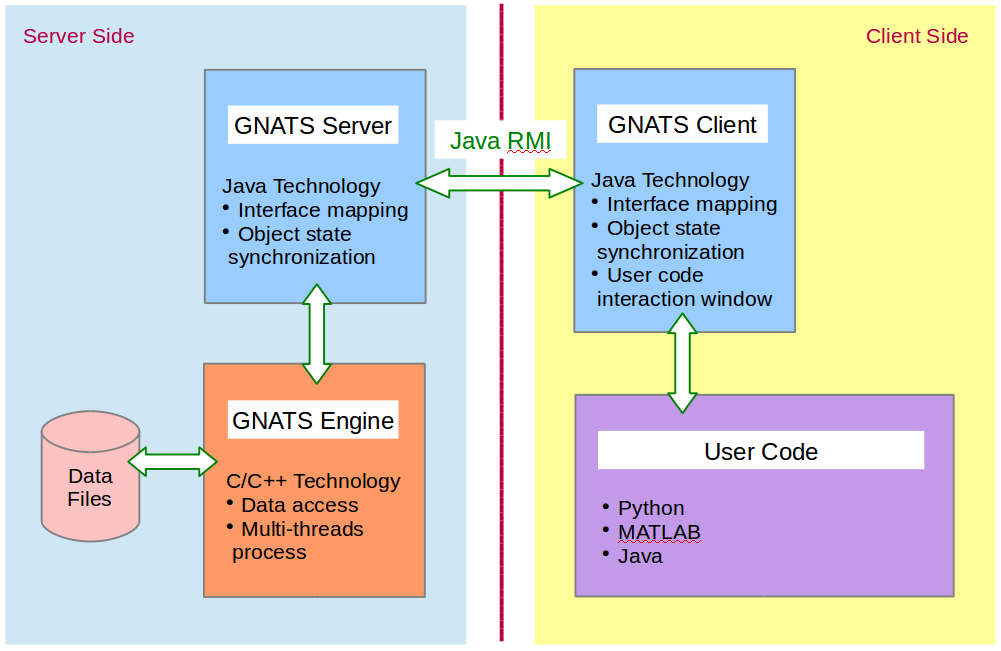 Server Side
GNATS Server
Java Technology
• Interface mapping
• Object state
synchronization
GNATS Engine
C/C++ Technology
• Data access
• Multi-threads
process
Data
Files
Java RMI
Client Side
GNATS Client
Java Technology
• Interface mapping
• Object state
synchronization
• User code
interaction window
User Code
• Python
• MATLAB
• Java